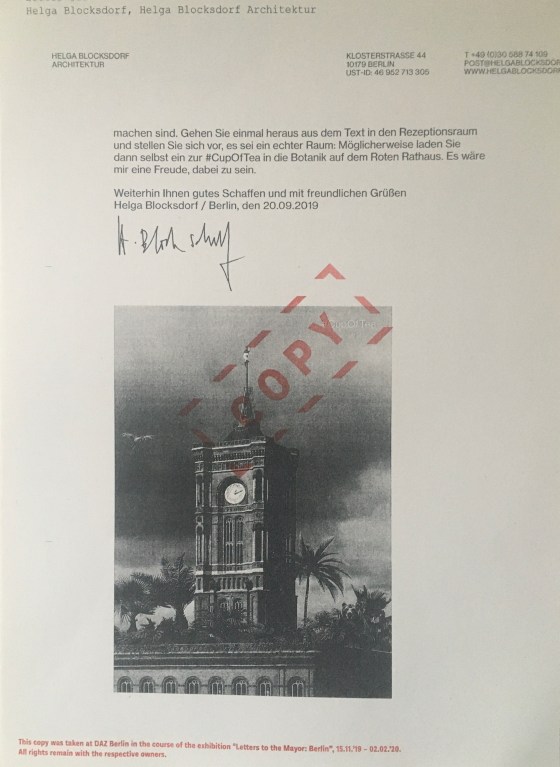 Helga Blocksdorf, Helga Blocksdorf Architektur
HELGA BLOCKSDORF
ARCHITEKTUR
KLOSTERSTRASSE 44
10179 BERLIN
UST-ID: 46 952 713 305
T +49 (0)30 568 74 109
POST@HELGABLOCKSDOR
WWW.HELGABLOCKSDORF
machen sind. Gehen Sie einmal heraus aus dem Text in den Rezeptionsraum
und stellen Sie sich vor, es sei ein echter Raum: Möglicherweise laden Sie
dann selbst ein zur #CupOfTea in die Botanik auf dem Roten Rathaus. Es wäre
mir eine Freude, dabei zu sein.
Weiterhin Ihnen gutes Schaffen und mit freundlichen Grüßen
Helga Blocksdorf / Berlin, den 20.09.2019
H. Blocksdorf
#CupOfTea
COPY
This copy was taken at DAZ Berlin in the course of the exhibition "Letters to the Mayor: Berlin", 15.11.'19 – 02.02.'20.
All rights remain with the respective owners.